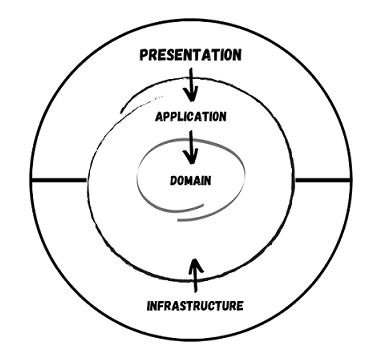 PRESENTATION
APPLICATION
DOMAIN
INFRASTRUCTURE